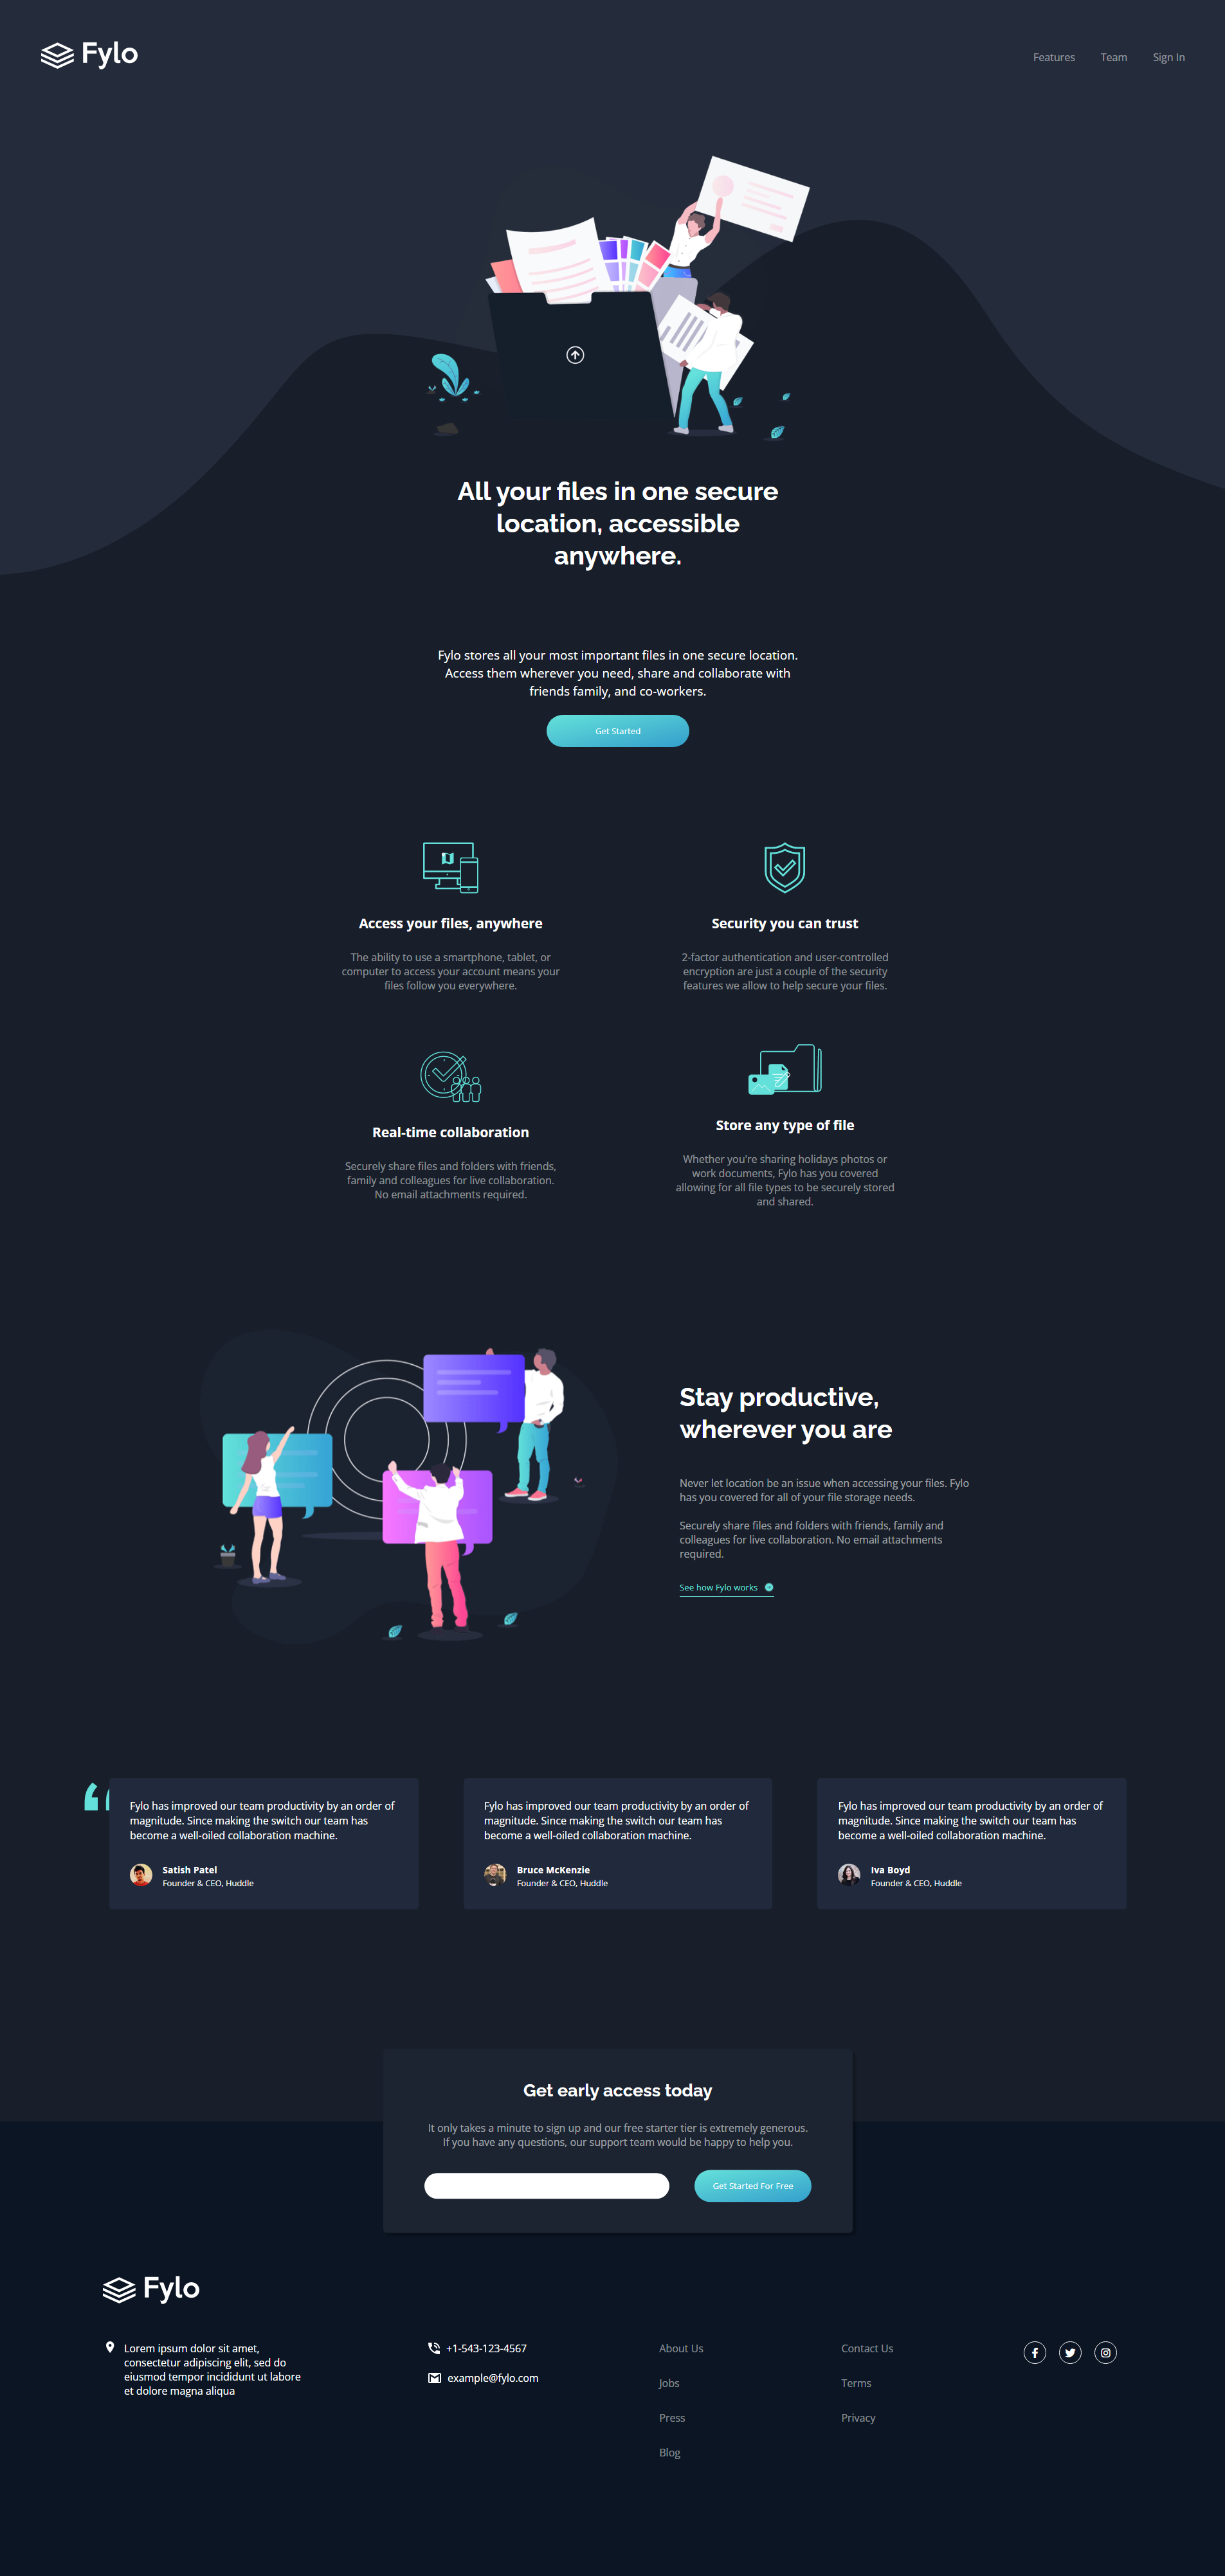 Fylo
Features
Team
Sign In
All your files in one secure
location, accessible
anywhere.
Fylo stores all your most important files in one secure location.
Access them wherever you need, share and collaborate with
friends family, and co-workers.
Get Started
Access your files, anywhere
The ability to use a smartphone, tablet, or
computer to access your account means your
files follow you everywhere.
Security you can trust
2-factor authentication and user-controlled
encryption are just a couple of the security
features we allow to help secure your files.
Real-time collaboration
Securely share files and folders with friends,
family and colleagues for live collaboration.
No email attachments required.
Store any type of file
Whether you're sharing holidays photos or
work documents, Fylo has you covered
allowing for all file types to be securely stored
and shared.
Stay productive,
wherever you are
Never let location be an issue when accessing your files. Fylo
has you covered for all of your file storage needs.
Securely share files and folders with friends, family and
colleagues for live collaboration. No email attachments
required.
See how Fylo works
Fylo has improved our team productivity by an order of
magnitude. Since making the switch our team has
become a well-oiled collaboration machine.
Satish Patel
Founder & CEO, Huddle
Fylo has improved our team productivity by an order of
magnitude. Since making the switch our team has
become a well-oiled collaboration machine.
Bruce McKenzie
Founder & CEO, Huddle
Fylo has improved our team productivity by an order of
magnitude. Since making the switch our team has
become a well-oiled collaboration machine.
Iva Boyd
Founder & CEO, Huddle
Get early access today
It only takes a minute to sign up and our free starter tier is extremely generous.
If you have any questions, our support team would be happy to help you.
Get Started For Free
Fylo
Lorem ipsum dolor sit amet,
consectetur adipiscing elit, sed do
eiusmod tempor incididunt ut labore
et dolore magna aliqua
+1-543-123-4567
example@fylo.com
About Us
Jobs
Press
Blog
Contact Us
Terms
Privacy